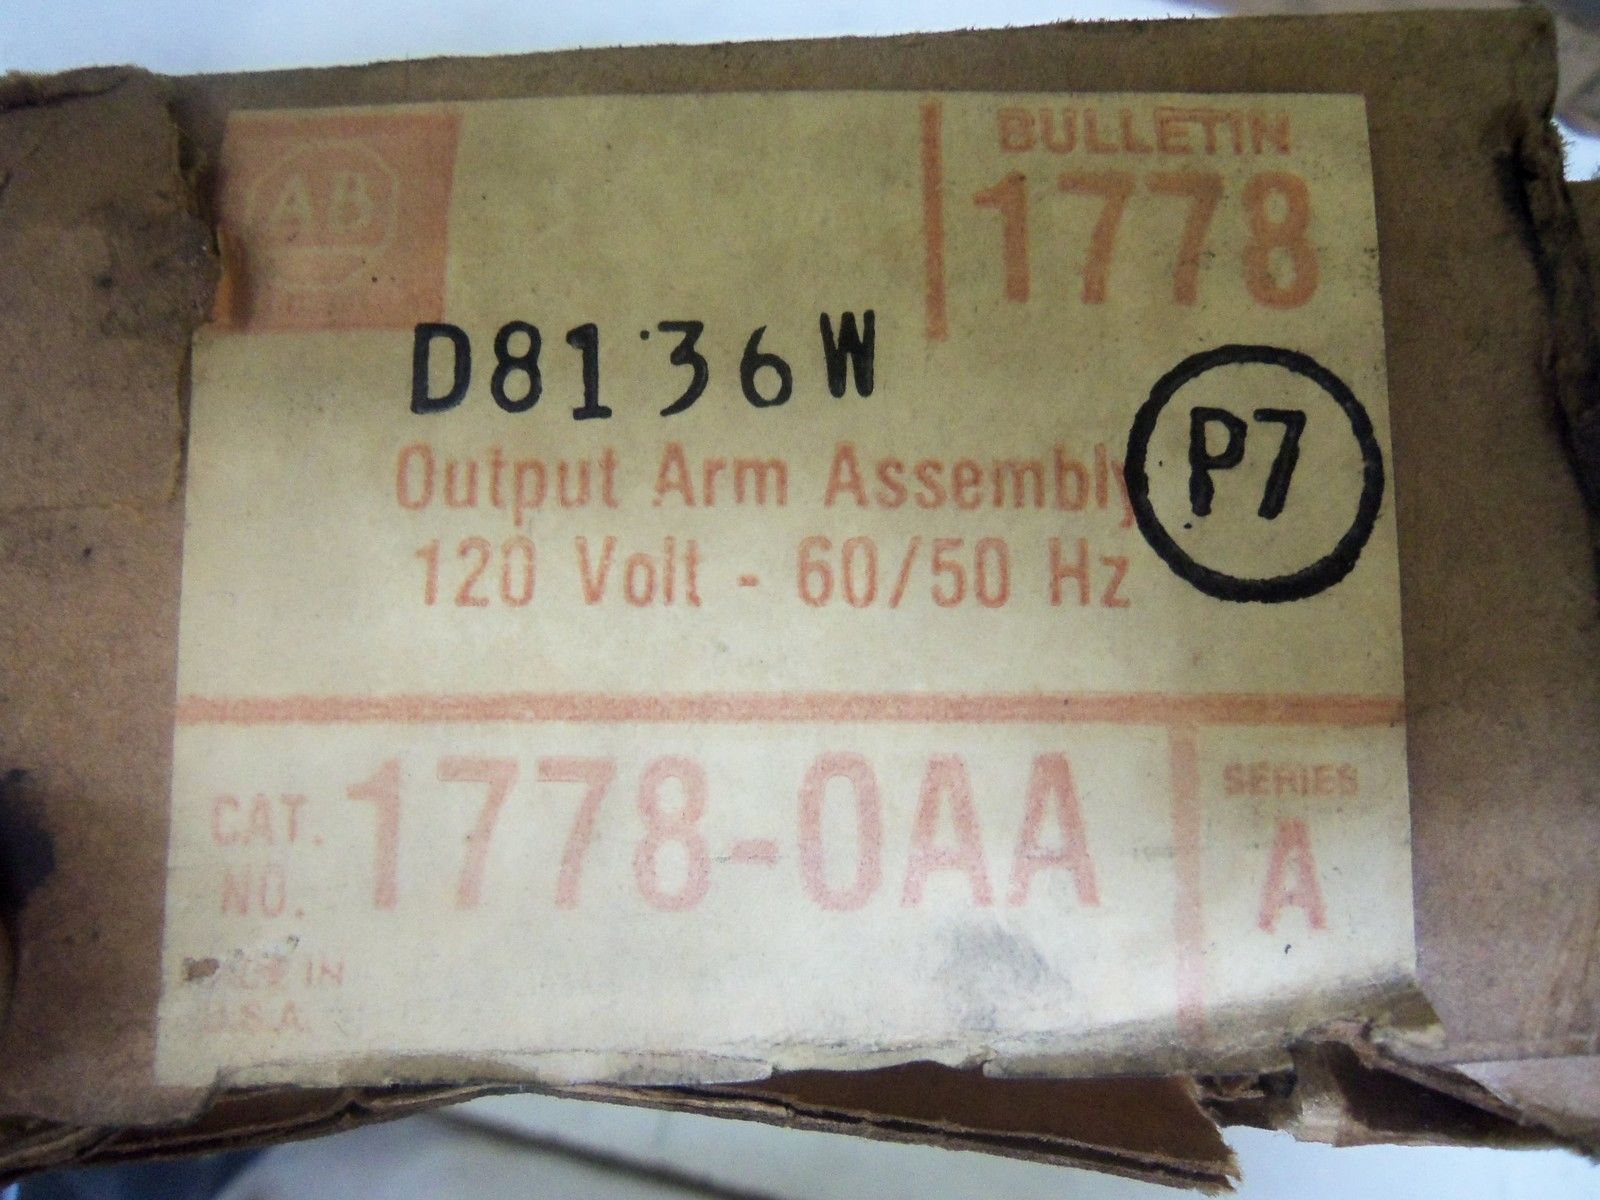 AB
BULLETIN
1778
D8136W
Output Arm Assembly
P7
120 Volt - 60/50 Hz
CAT. NO. 1778-OAA
SERIES
A
MADE IN
U.S.A.